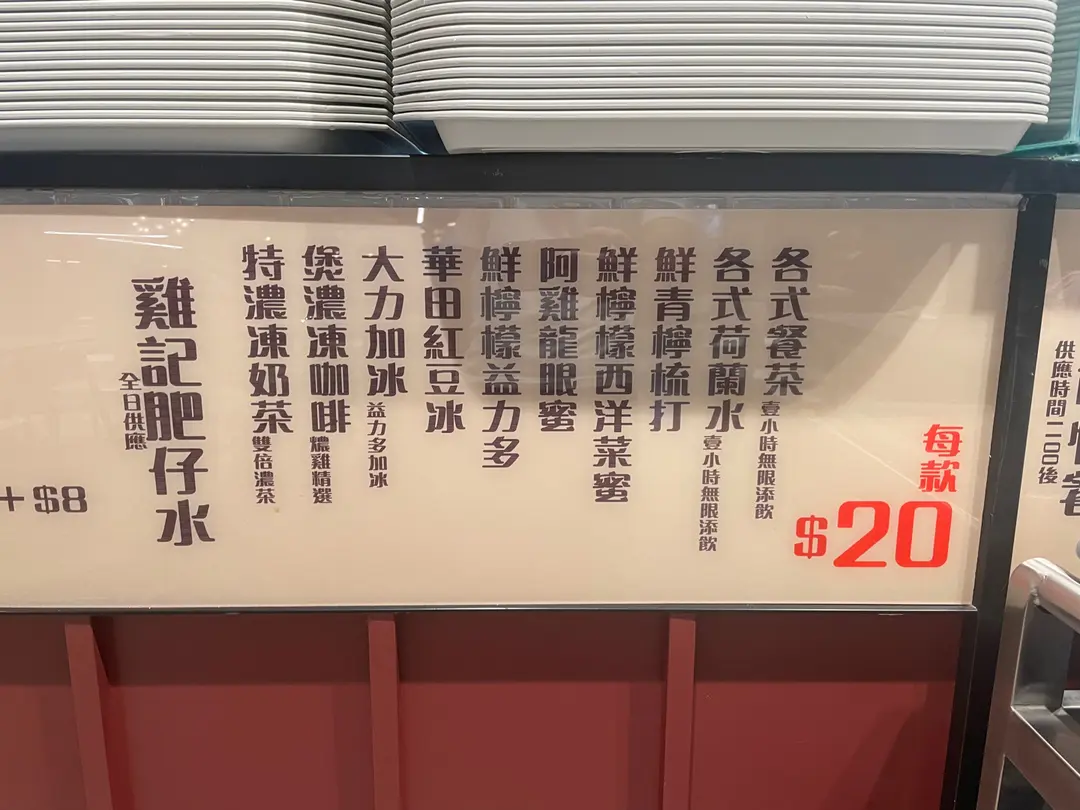 + $8
雞記肥仔水
全日供應
特濃凍奶茶 雙倍濃茶
煲濃凍咖啡 燶雞精選
大力加冰 益力多加冰
華田紅豆冰
鮮檸檬益力多
阿雞龍眼蜜
鮮檸檬西洋菜蜜
鮮青檸梳打
各式荷蘭水 壹小時無限添飲
各式餐茶 壹小時無限添飲
每款
$20
供應時間二00後